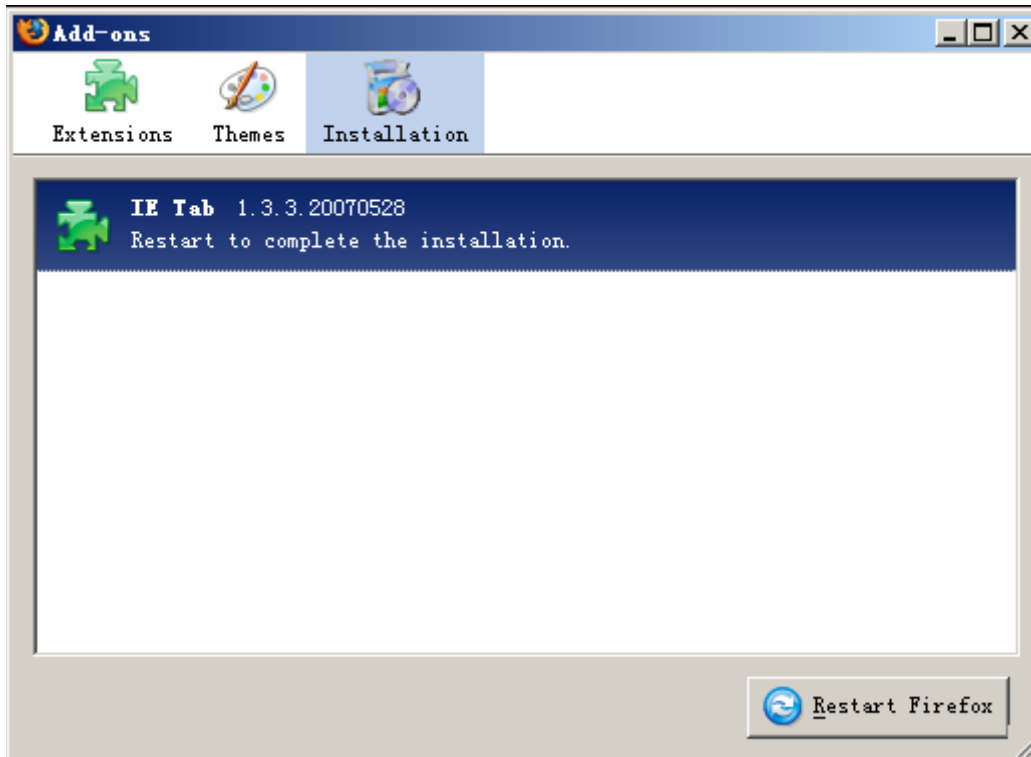 Add-ons
Extensions Themes Installation
IE Tab 1.3.3.20070528
Restart to complete the installation.
Restart Firefox